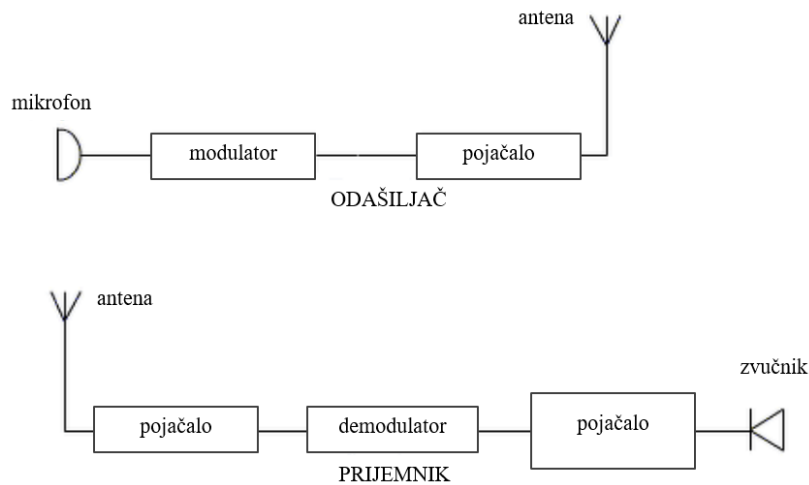 antena
mikrofon
modulator
pojačalo
ODAŠILJAČ
antena
zvučnik
pojačalo
demodulator
pojačalo
PRIJEMNIK